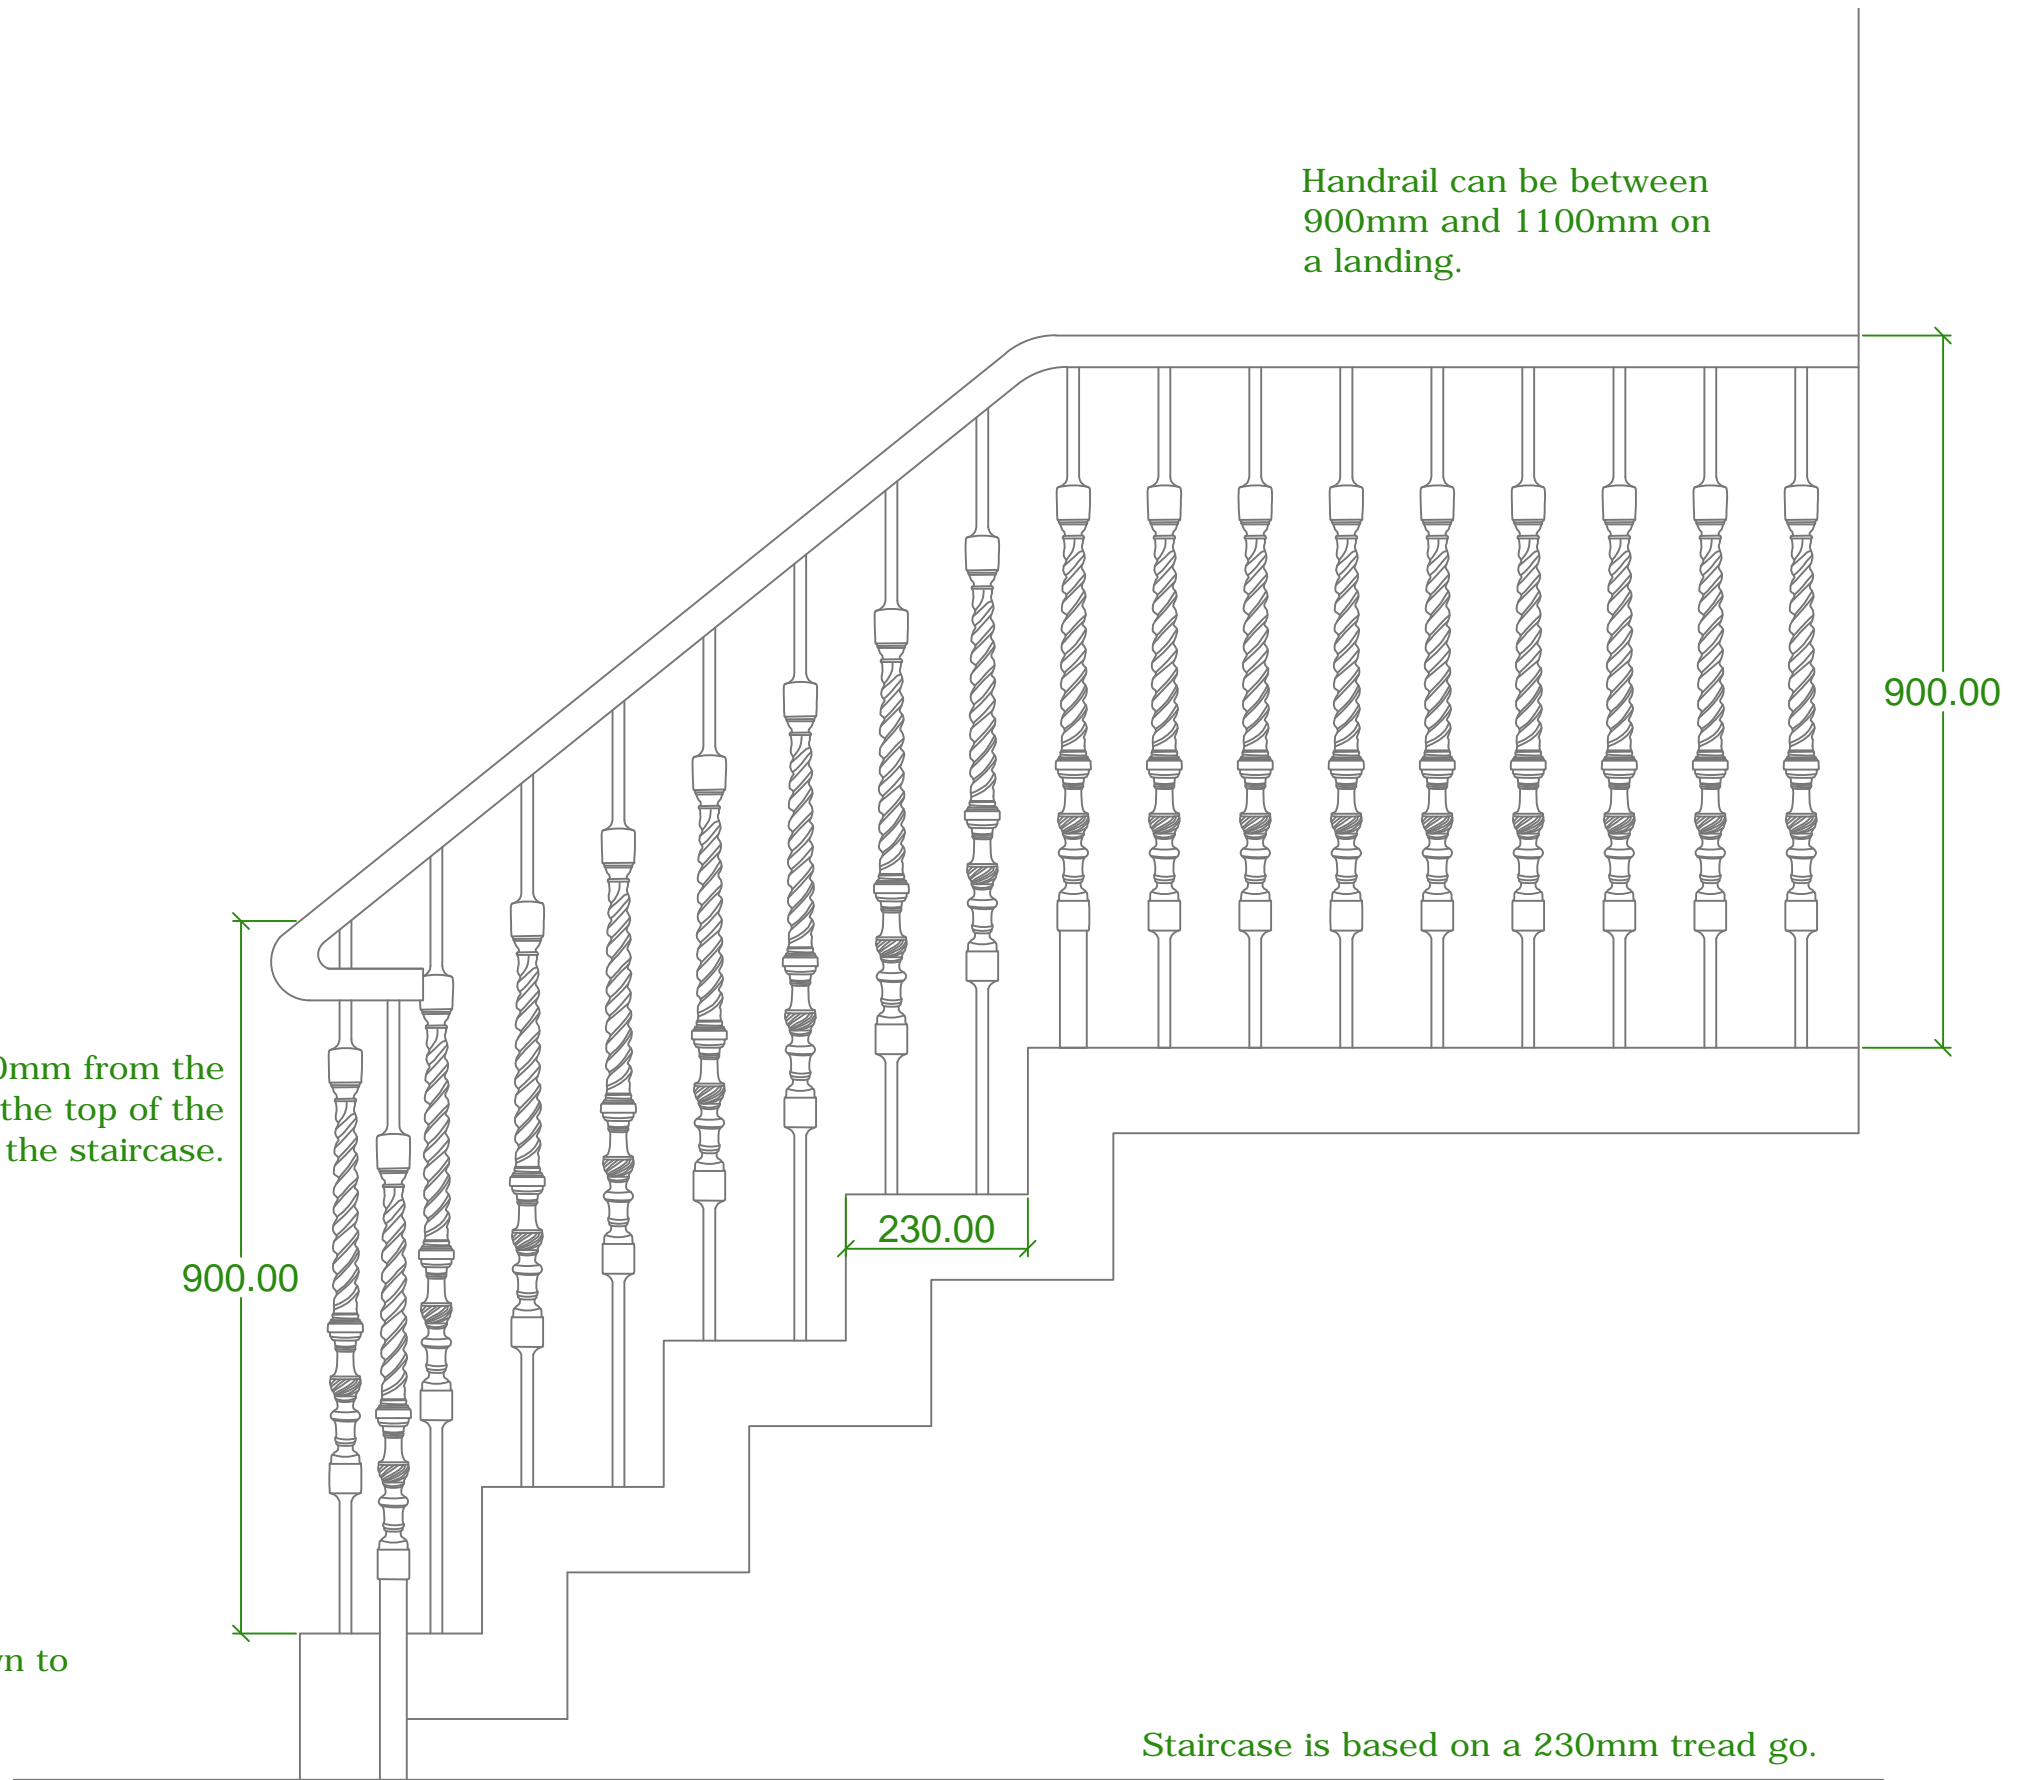 Handrail can be between
900mm and 1100mm on
a landing.
900.00
mm from the
the top of the
the staircase.
230.00
900.00
to
Staircase is based on a 230mm tread go.